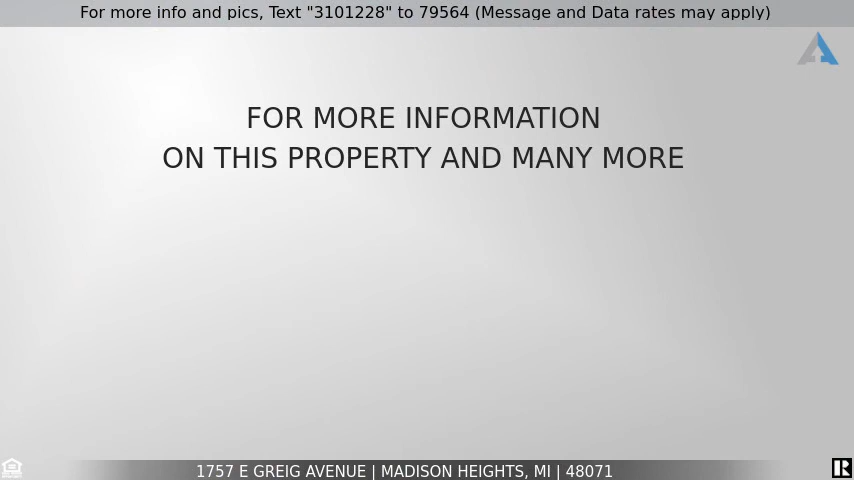 For more info and pics, Text "3101228" to 79564 (Message and Data rates may apply)
FOR MORE INFORMATION
ON THIS PROPERTY AND MANY MORE
1757 E GREIG AVENUE | MADISON HEIGHTS, MI | 48071